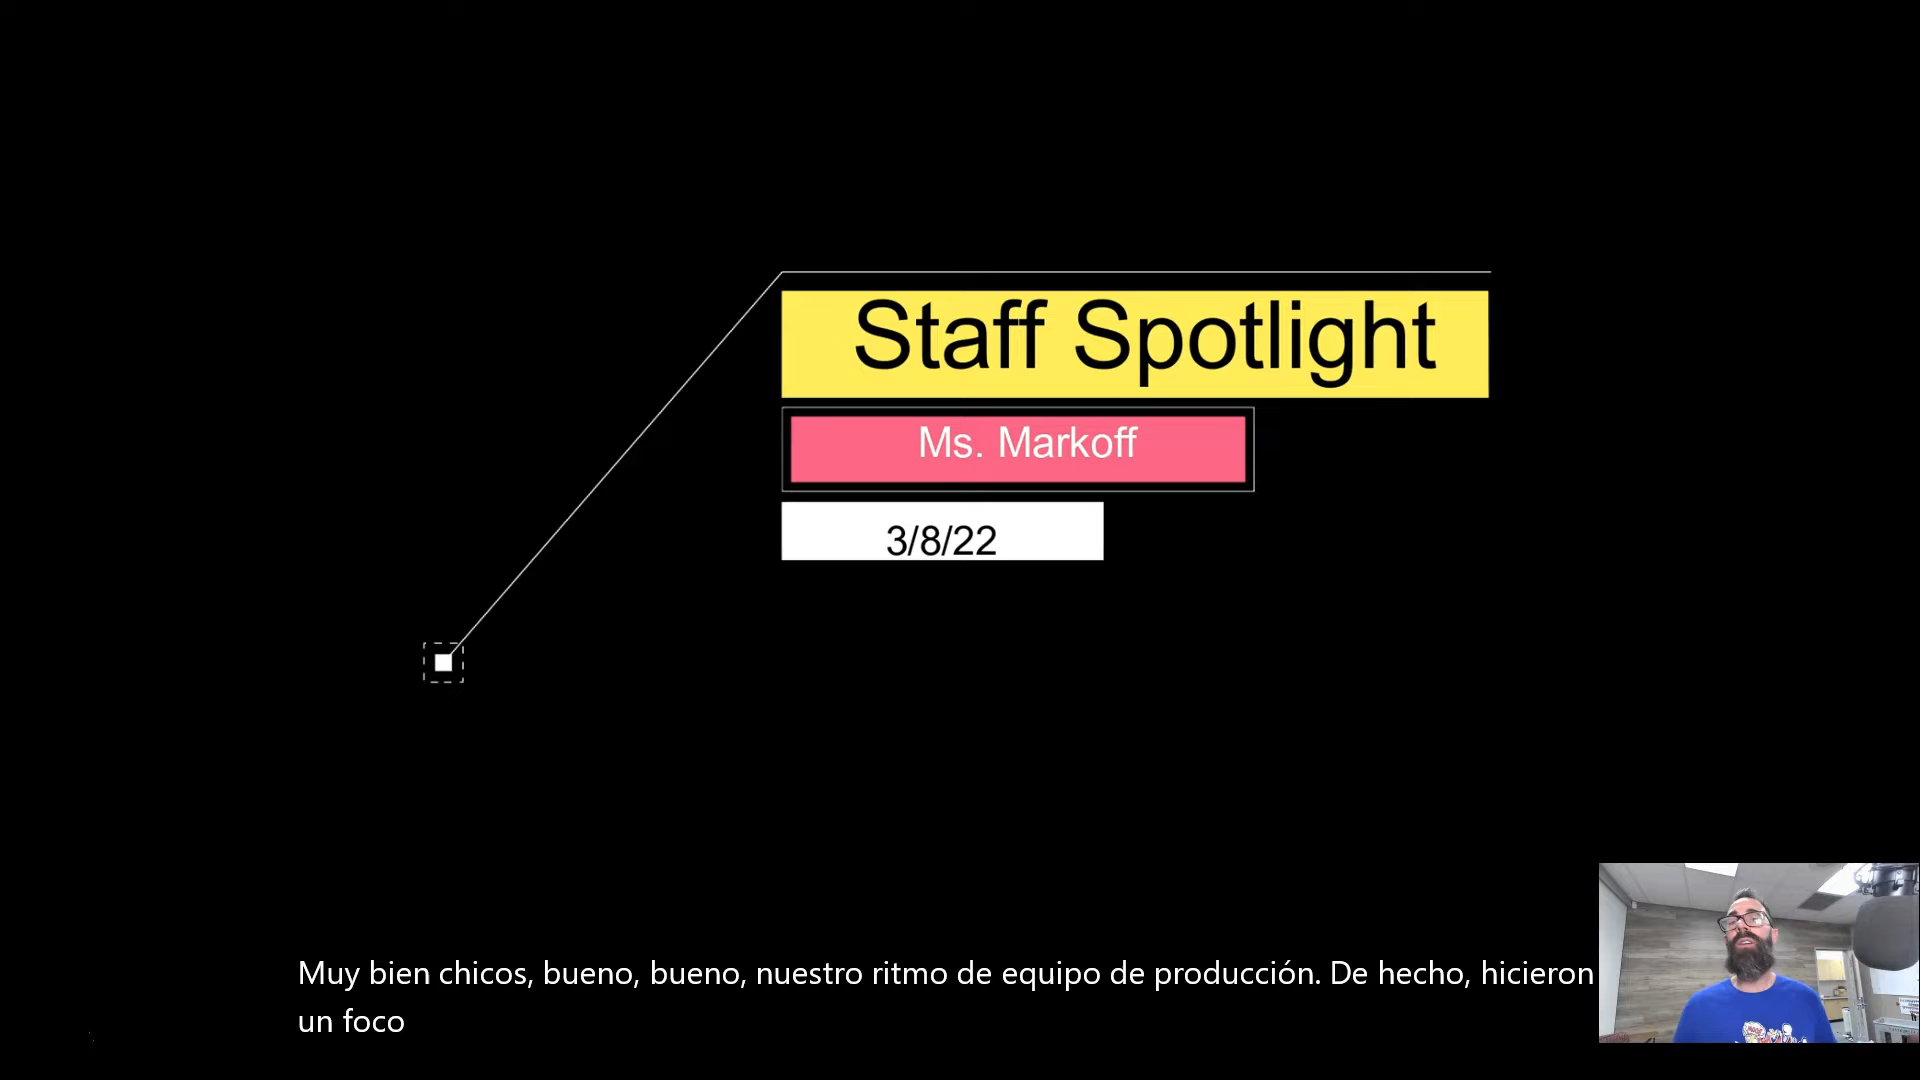 Staff Spotlight
Ms. Markoff
3/8/22
Muy bien chicos, bueno, bueno, nuestro ritmo de equipo de producción. De hecho, hicieron
un foco